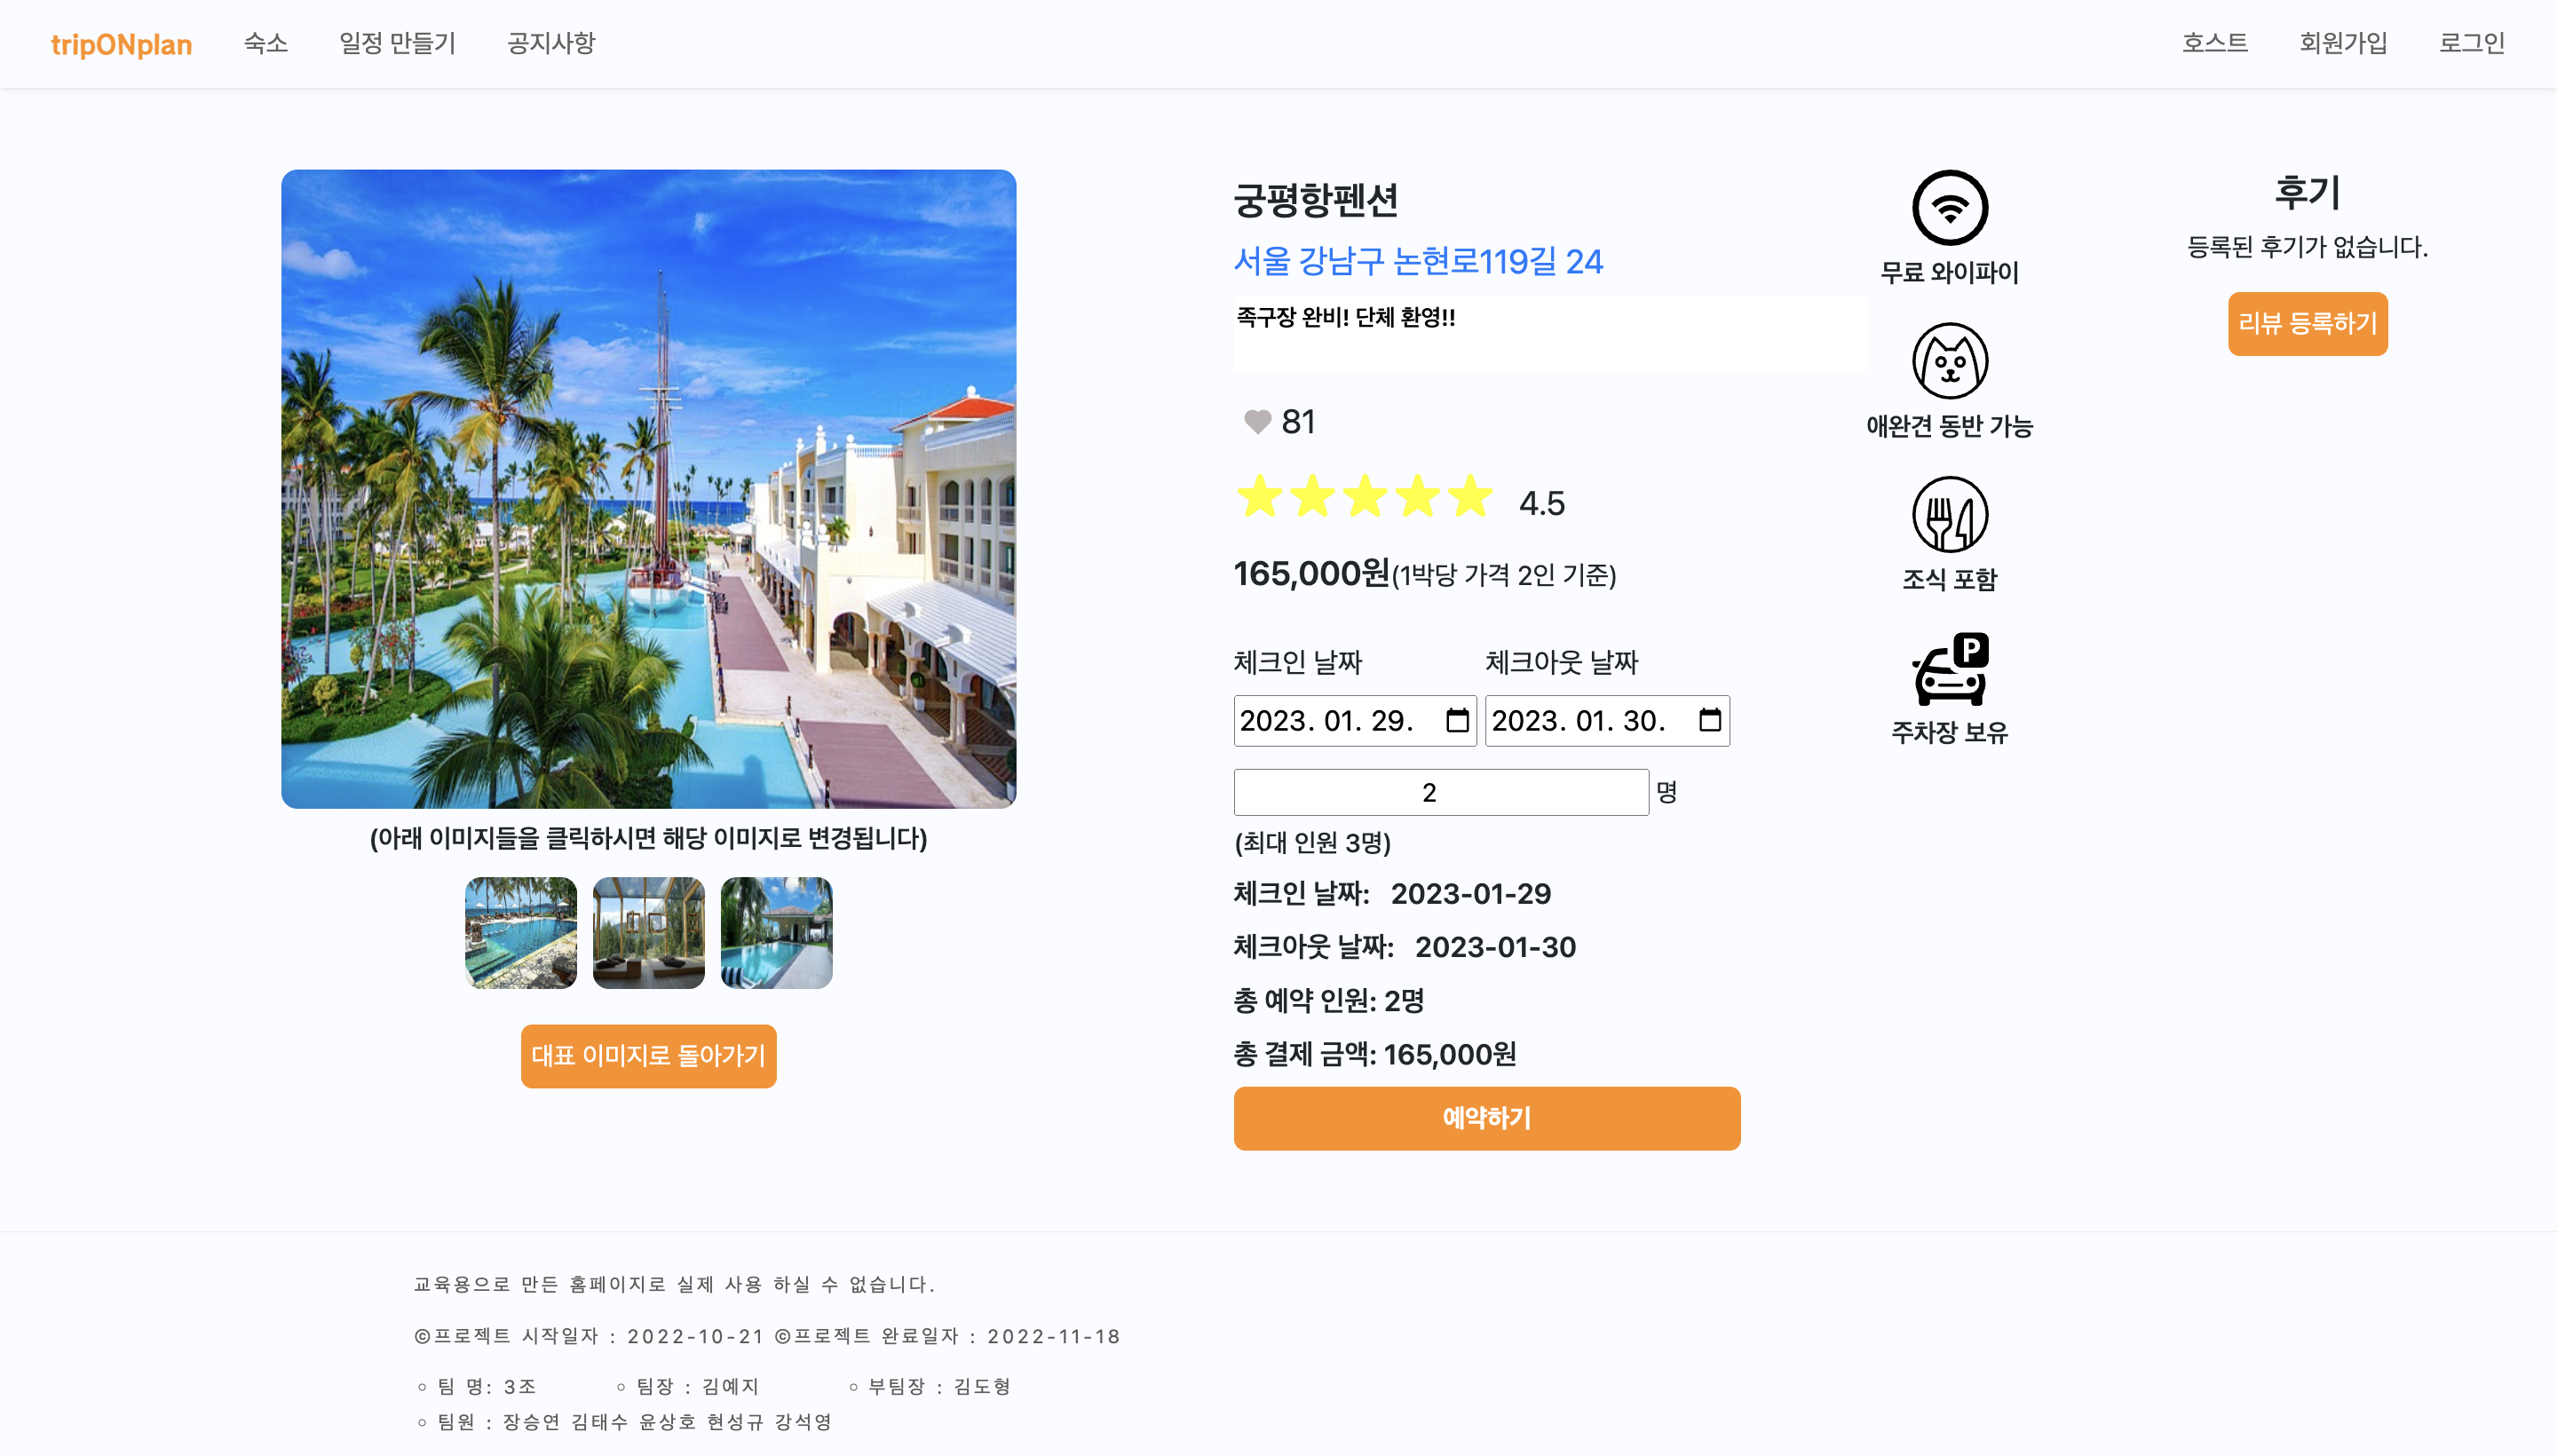 tripONplan 숙소 일정 만들기 공지사항 호스트 회원가입 로그인
궁평항펜션
서울 강남구 논현로119길 24
족구장 완비! 단체 환영!!
81
4.5
165,000원(1박당 가격 2인 기준)
체크인 날짜 체크아웃 날짜
2023. 01. 29. 2023. 01. 30.
2 명
(최대 인원 3명)
체크인 날짜: 2023-01-29
체크아웃 날짜: 2023-01-30
총 예약 인원: 2명
총 결제 금액: 165,000원
예약하기
(아래 이미지들을 클릭하시면 해당 이미지로 변경됩니다)
대표 이미지로 돌아가기
무료 와이파이
애완견 동반 가능
조식 포함
P
주차장 보유
후기
등록된 후기가 없습니다.
리뷰 등록하기
교육용으로 만든 홈페이지로 실제 사용 하실 수 없습니다.
ⓒ프로젝트 시작일자 : 2022-10-21 ⓒ프로젝트 완료일자 : 2022-11-18
◦ 팀 명: 3조 ◦ 팀장 : 김예지 ◦ 부팀장 : 김도형
◦ 팀원 : 장승연 김태수 윤상호 현성규 강석영